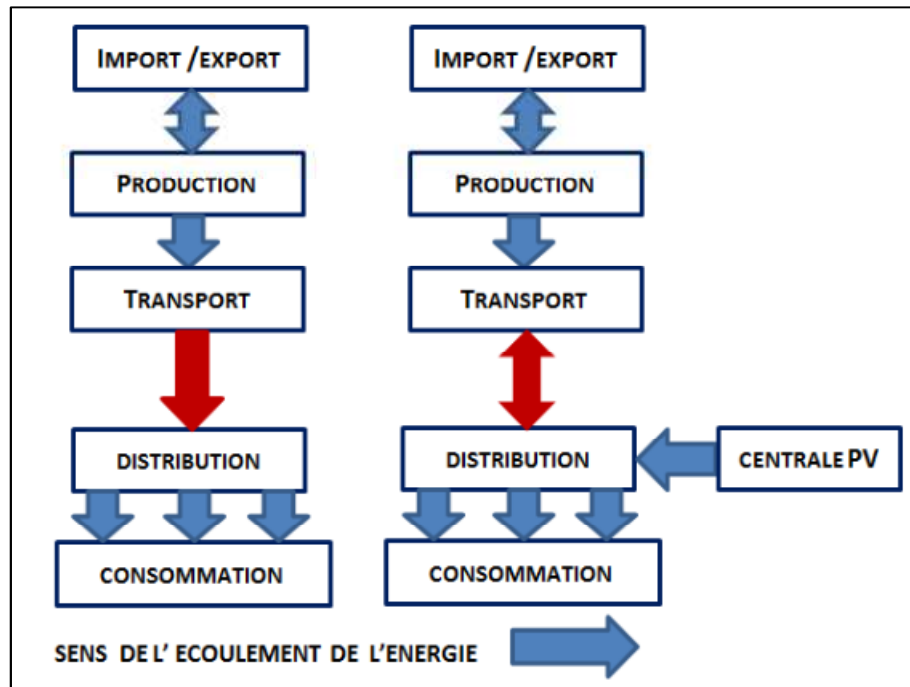 IMPORT /EXPORT
PRODUCTION
TRANSPORT
DISTRIBUTION
CONSOMMATION
IMPORT /EXPORT
PRODUCTION
TRANSPORT
DISTRIBUTION
CENTRALE PV
CONSOMMATION
SENS DE L' ECOULEMENT DE L'ENERGIE